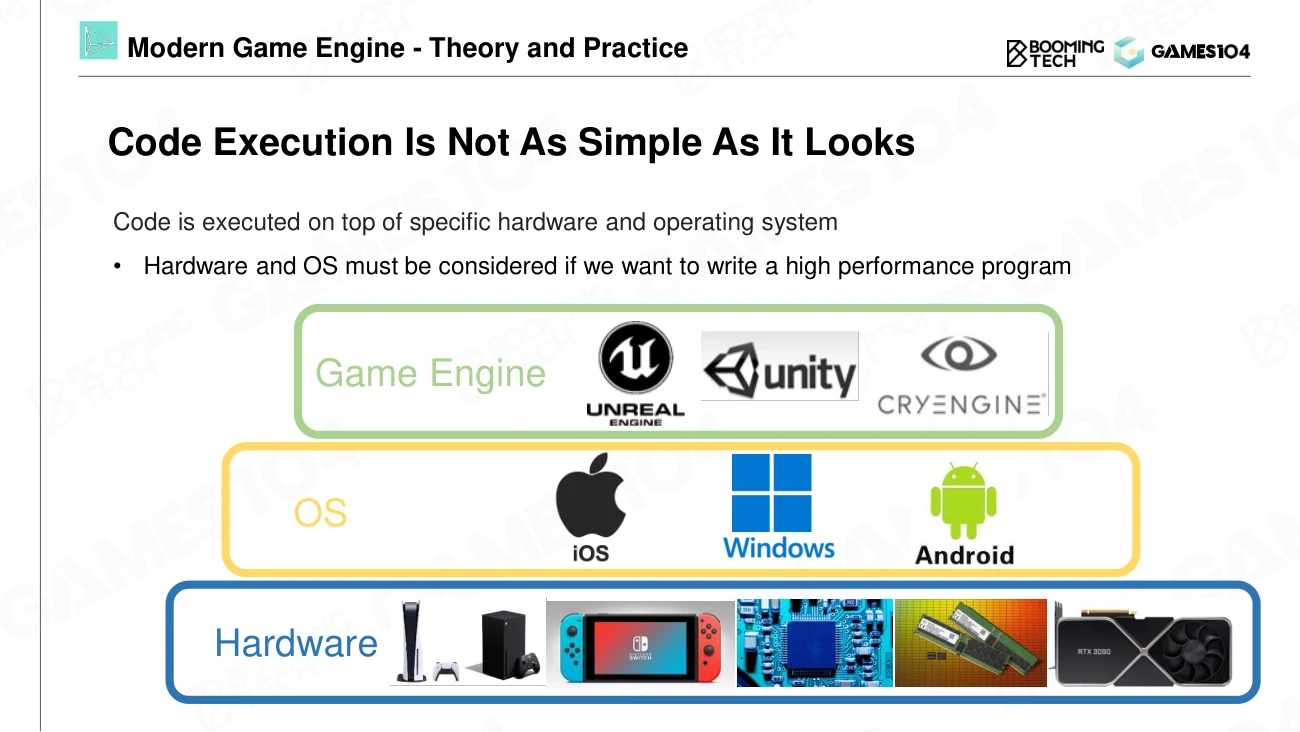 Modern Game Engine - Theory and Practice
BOOMING
TECH
GAMES104
Code Execution Is Not As Simple As It Looks
Code is executed on top of specific hardware and operating system
• Hardware and OS must be considered if we want to write a high performance program
Game Engine
UNREAL
ENGINE
unity
CRYENGINE®
OS
iOS
Windows
Android
Hardware
NINTENDO
SWITCH
RTX 3090